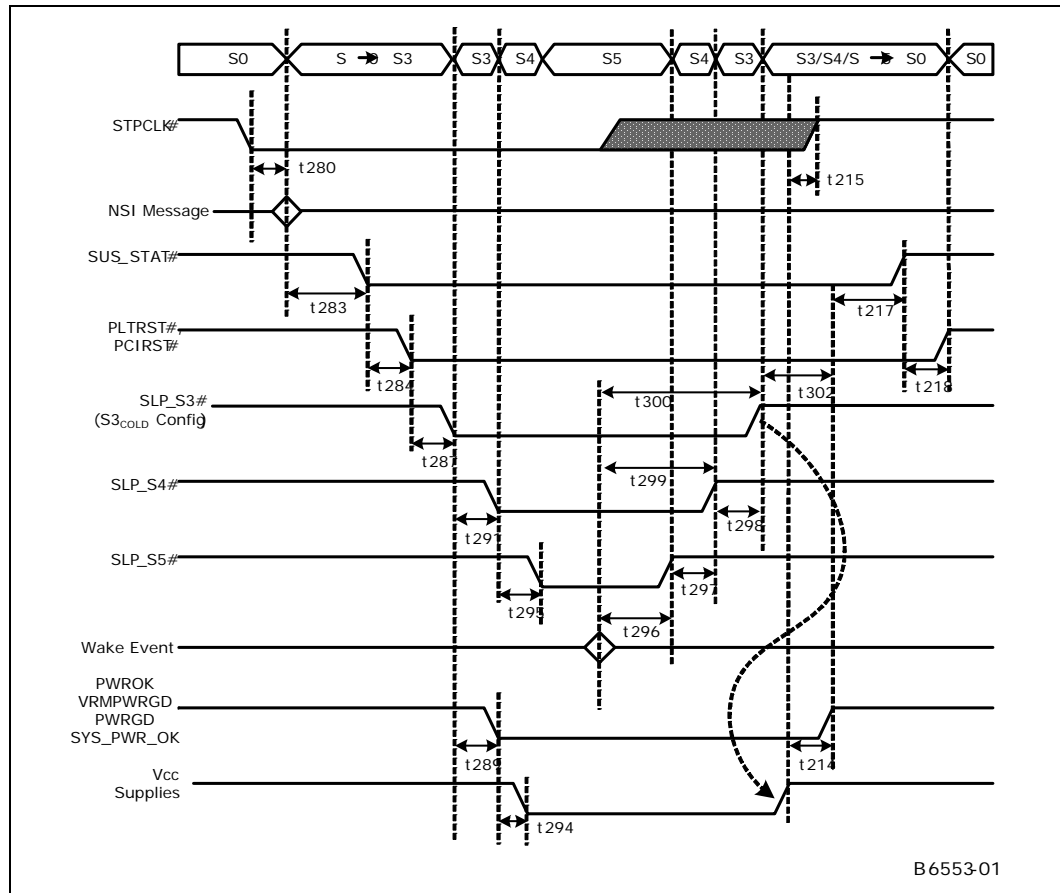 S0 S → 0 S3 S3 S4 S5 S4 S3 S3/S4/S → 5 S0 S0
STPCLK#
t280
t215
NSI Message
SUS_STAT#
t283
t217
PLTRST#,
PCIRST#
t284
t218
t302
t300
SLP_S3#
(S3COLD Config)
t287
t299
SLP_S4#
t298
t291
SLP_S5#
t297
t295
t296
Wake Event
PWROK
VRMPWRGD
PWRGD
SYS_PWR_OK
t289
t214
Vcc
Supplies
t294
B6553-01